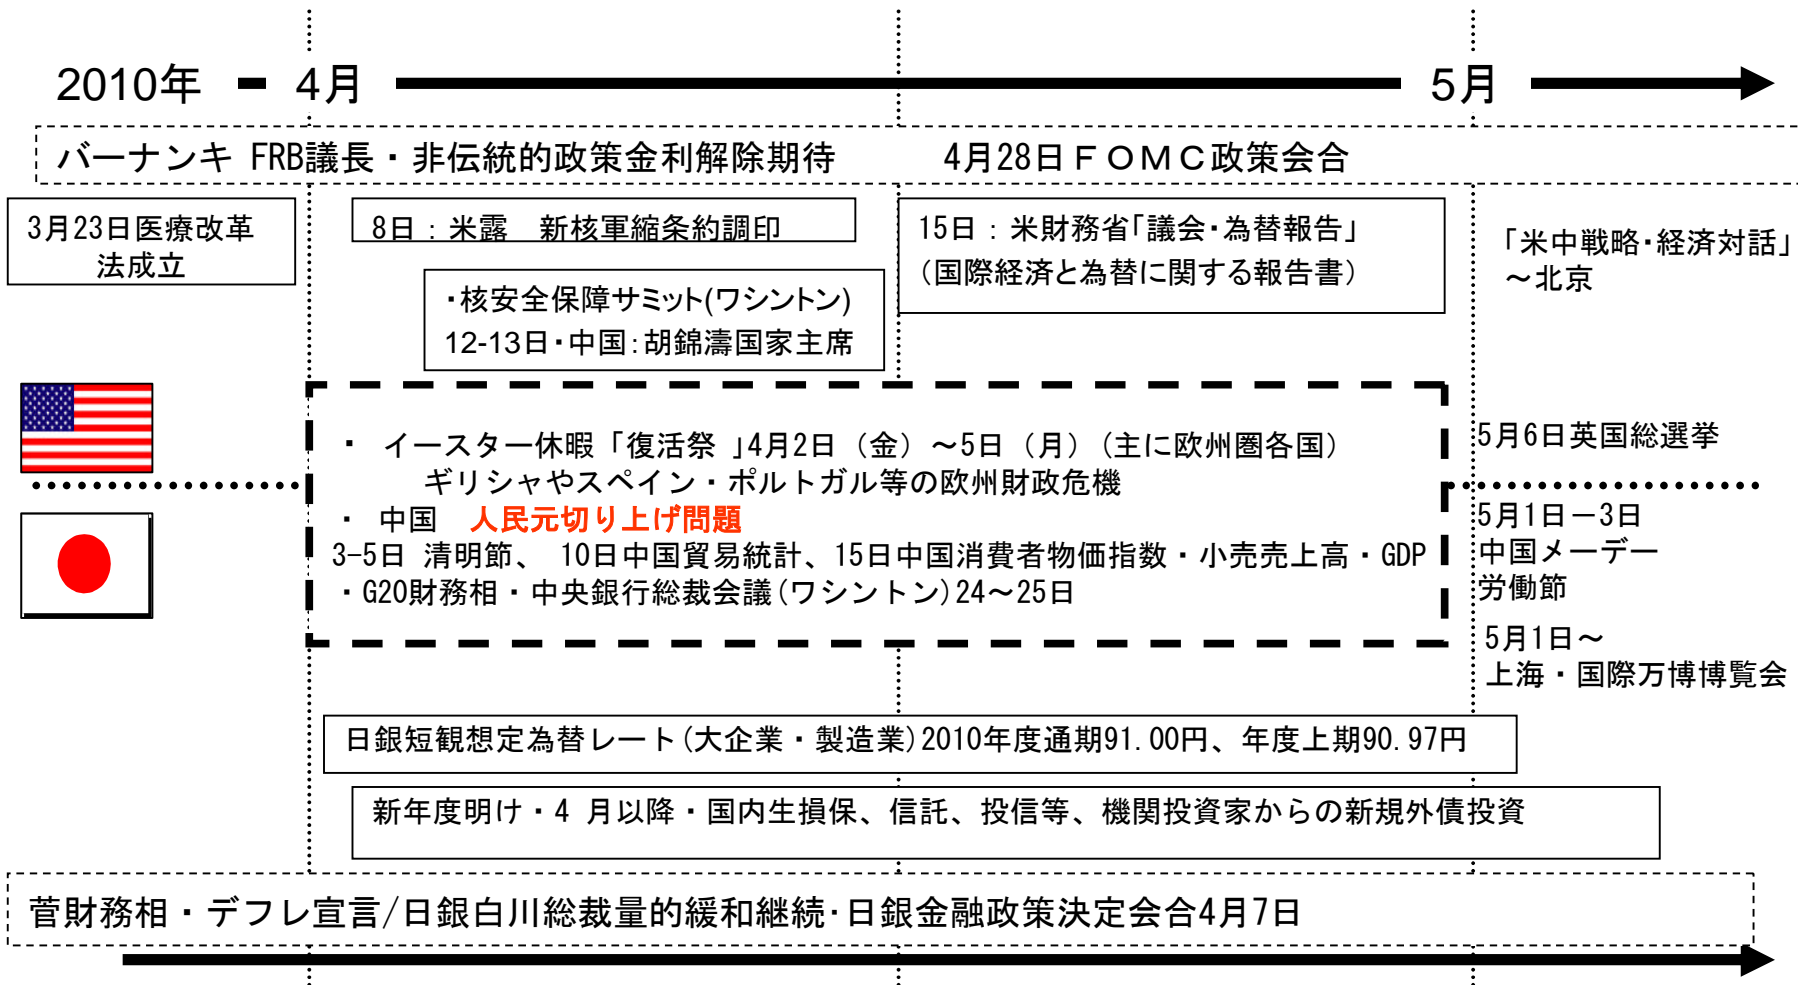 2010年 4月 5月
バーナンキ FRB議長・非伝統的政策金利解除期待 4月28日ＦＯＭＣ政策会合
3月23日医療改革
法成立
8日：米露 新核軍縮条約調印
・核安全保障サミット(ワシントン)
12-13日・中国：胡錦濤国家主席
15日：米財務省「議会・為替報告」
（国際経済と為替に関する報告書）
「米中戦略・経済対話」
～北京
・ イースター休暇「復活祭 」4月2日（金）～5日（月）(主に欧州圏各国）
ギリシャやスペイン・ポルトガル等の欧州財政危機
・ 中国 人民元切り上げ問題
3-5日 清明節、 10日中国貿易統計、15日中国消費者物価指数・小売売上高・GDP
・G20財務相・中央銀行総裁会議(ワシントン)24～25日
5月6日英国総選挙
5月1日－3日
中国メーデー
労働節
5月1日～
上海・国際万博博覧会
日銀短観想定為替レート(大企業・製造業)2010年度通期91.00円、年度上期90.97円
新年度明け・4 月以降・国内生損保、信託、投信等、機関投資家からの新規外債投資
菅財務相・デフレ宣言/日銀白川総裁量的緩和継続・日銀金融政策決定会合4月7日